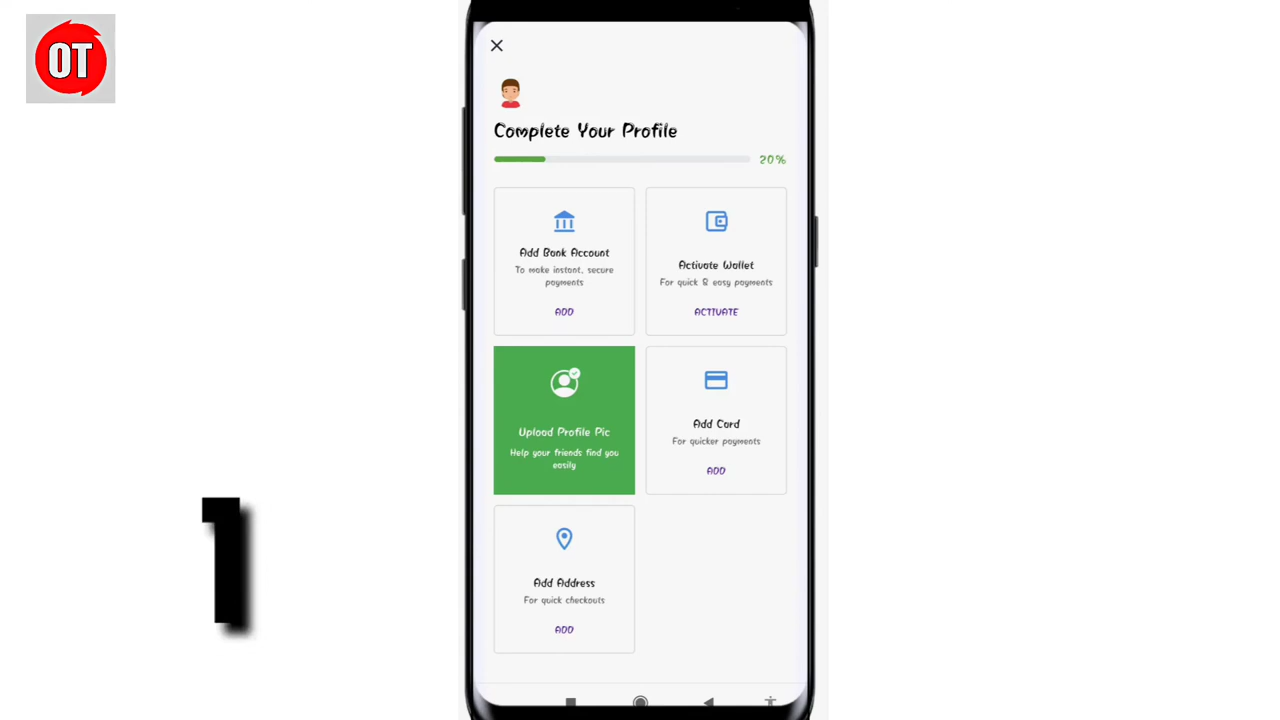 OT
Complete Your Profile
20%
Add Bank Account
To make instant, secure
payments
ADD
Activate Wallet
For quick & easy payments
ACTIVATE
Upload Profile Pic
Help your friends find you
easily
Add Card
For quicker payments
ADD
Add Address
For quick checkouts
ADD
1